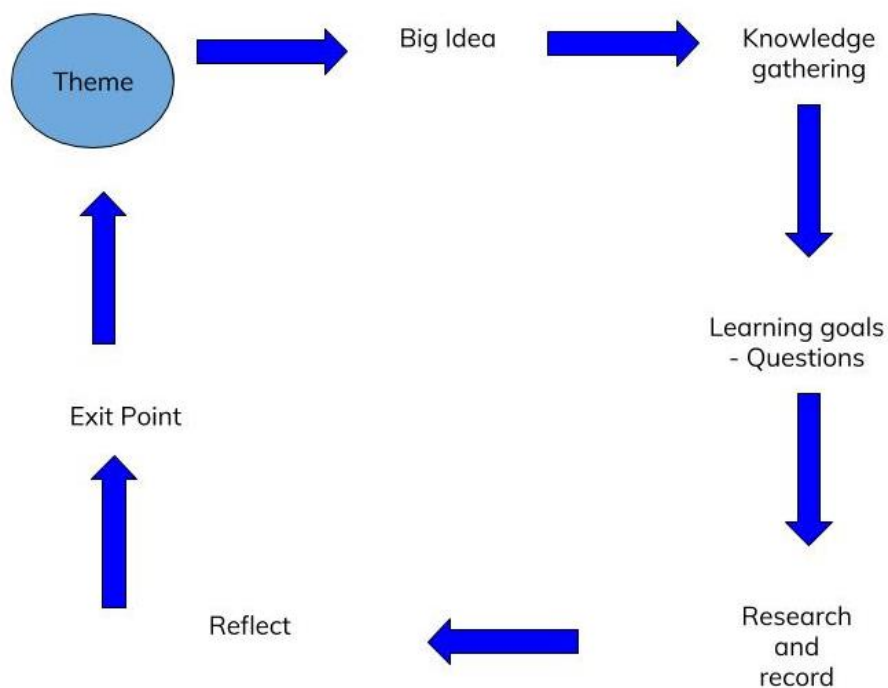 Theme
Big Idea
Knowledge
gathering
Learning goals
- Questions
Exit Point
Reflect
Research
and
record